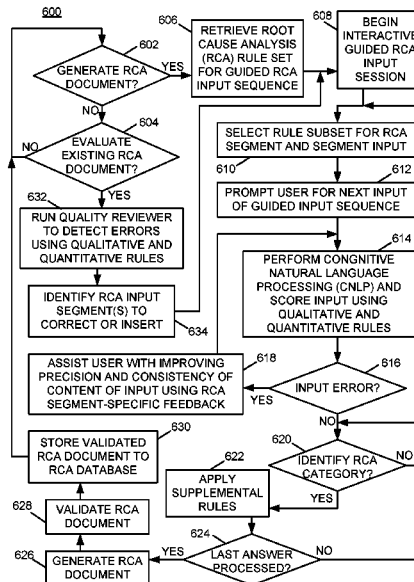 600
602
GENERATE RCA
DOCUMENT?
YES
NO
606
RETRIEVE ROOT
CAUSE ANALYSIS
(RCA) RULE SET
FOR GUIDED RCA
INPUT SEQUENCE
608
BEGIN
INTERACTIVE
GUIDED RCA
INPUT
SESSION
604
EVALUATE
EXISTING RCA
DOCUMENT?
NO
YES
610
SELECT RULE SUBSET FOR RCA
SEGMENT AND SEGMENT INPUT
612
PROMPT USER FOR NEXT INPUT
OF GUIDED INPUT SEQUENCE
632
RUN QUALITY REVIEWER
TO DETECT ERRORS
USING QUALITATIVE AND
QUANTITATIVE RULES
614
PERFORM CONGNITIVE
NATURAL LANGUAGE
PROCESSING (CNLP) AND
SCORE INPUT USING
QUALITATIVE AND
QUANTITATIVE RULES
IDENTIFY RCA INPUT
SEGMENT(S) TO
CORRECT OR INSERT
634
618
ASSIST USER WITH IMPROVING
PRECISION AND CONSISTENCY OF
CONTENT OF INPUT USING RCA
SEGMENT-SPECIFIC FEEDBACK
616
INPUT ERROR?
YES
NO
620
IDENTIFY RCA
CATEGORY?
NO
YES
630
STORE VALIDATED
RCA DOCUMENT TO
RCA DATABASE
622
APPLY
SUPPLEMENTAL
RULES
628
VALIDATE RCA
DOCUMENT
624
LAST ANSWER
PROCESSED?
YES
NO
626
GENERATE RCA
DOCUMENT